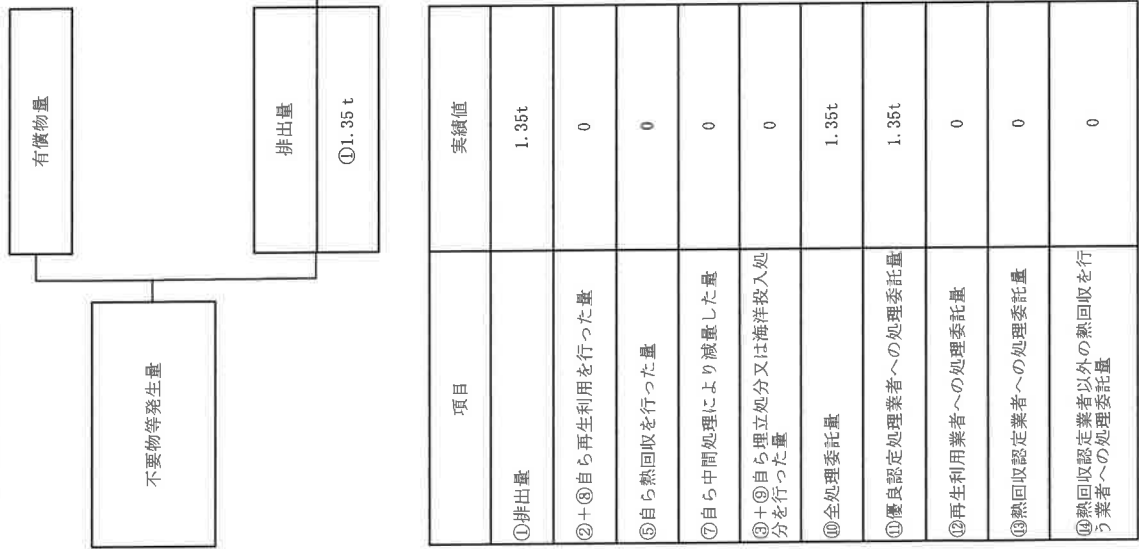 不要物等発生量
有償物量
排出量
①1.35 t
項目
実績値
①排出量
1.35t
②＋⑧自ら再生利用を行った量
0
⑤自ら熱回収を行った量
0
⑦自ら中間処理により減量した量
0
③＋⑨自ら埋立処分又は海洋投入処
分を行った量
0
⑩全処理委託量
1.35t
⑪優良認定処理業者への処理委託量
1.35t
⑫再生利用業者への処理委託量
0
⑬熱回収認定業者への処理委託量
0
⑭熱回収認定業者以外の熱回収を行
う業者への処理委託量
0